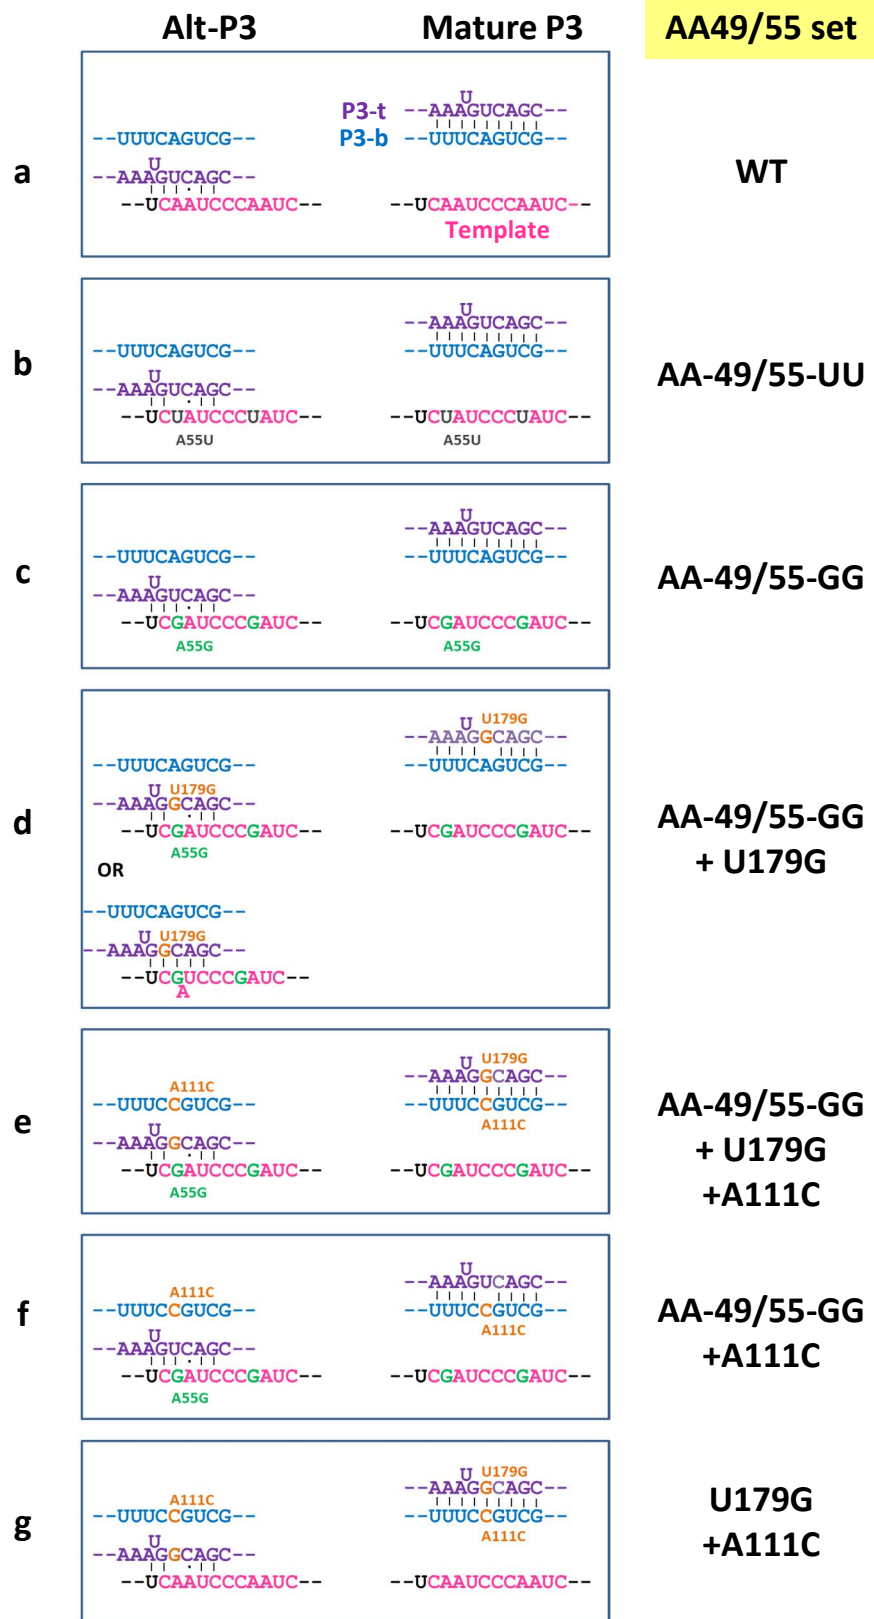 Alt-P3 Mature P3 AA49/55 set
a
U
P3-t --AAAGUCAGC--
--UUUCAGUCG-- P3-b --UUUCAGUCG--
U
--AAAGUCAGC--
--UCAAUCCCAAUC-- --UCAAUCCCAAUC--
Template
WT
b
U
--AAAGUCAGC--
--UUUCAGUCG-- --UUUCAGUCG--
U
--AAAGUCAGC--
--UCUAUCCCUAUC-- --UCUAUCCCUAUC--
A55U A55U
AA-49/55-UU
c
U
--AAAGUCAGC--
--UUUCAGUCG-- --UUUCAGUCG--
U
--AAAGUCAGC--
--UCGAUCCCGAUC-- --UCGAUCCCGAUC--
A55G A55G
AA-49/55-GG
d
U U179G
--AAAGGCAGC--
--UUUCAGUCG-- --UUUCAGUCG--
U U179G
--AAAGGCAGC--
--UCGAUCCCGAUC-- --UCGAUCCCGAUC--
A55G
OR
--UUUCAGUCG--
U U179G
--AAAGGCAGC--
--UCGUCCCGAUC--
A
AA-49/55-GG
+ U179G
e
U U179G
--AAAGGCAGC--
A111C
--UUUCCGUCG-- --UUUCCGUCG--
A111C
U
--AAAGGCAGC--
--UCGAUCCCGAUC-- --UCGAUCCCGAUC--
A55G
AA-49/55-GG
+ U179G
+A111C
f
U
--AAAGUCAGC--
A111C
--UUUCCGUCG-- --UUUCCGUCG--
A111C
U
--AAAGUCAGC--
--UCGAUCCCGAUC-- --UCGAUCCCGAUC--
A55G
AA-49/55-GG
+A111C
g
U U179G
--AAAGGCAGC--
A111C
--UUUCCGUCG-- --UUUCCGUCG--
A111C
U
--AAAGGCAGC--
--UCAAUCCCAAUC-- --UCAAUCCCAAUC--
U179G
+A111C